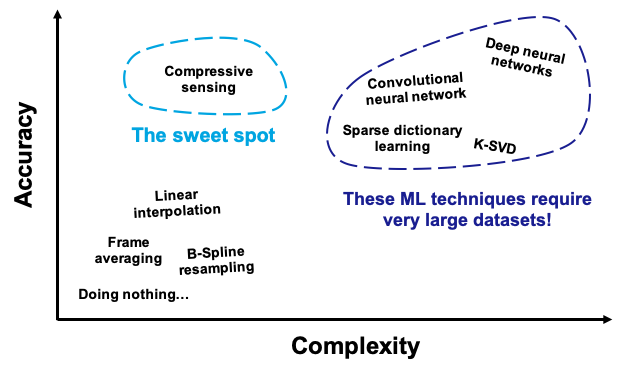 Accuracy
Compressive
sensing
The sweet spot
Deep neural
networks
Convolutional
neural network
Sparse dictionary
learning
K-SVD
These ML techniques require
very large datasets!
Linear
interpolation
Frame
averaging
B-Spline
resampling
Doing nothing...
Complexity